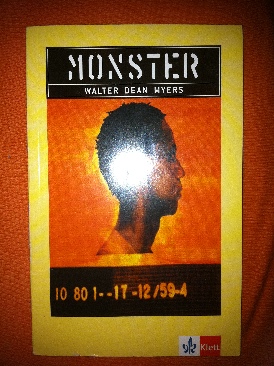 MONSTER
WALTER DEAN MYERS
10 80 1--17 -12/59-4
Klett